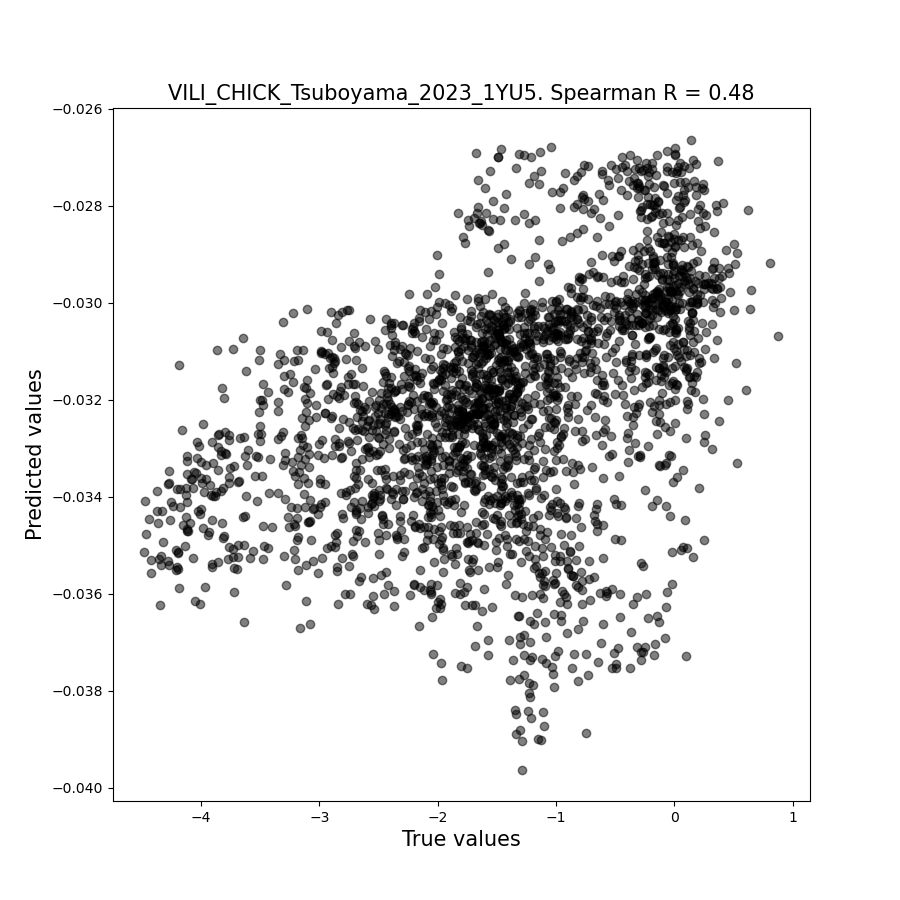 VILI_CHICK_Tsuboyama_2023_1YU5. Spearman R = 0.48
−0.026
−0.028
−0.030
−0.032
−0.034
−0.036
−0.038
−0.040
Predicted values
−4 −3 −2 −1 0 1
True values